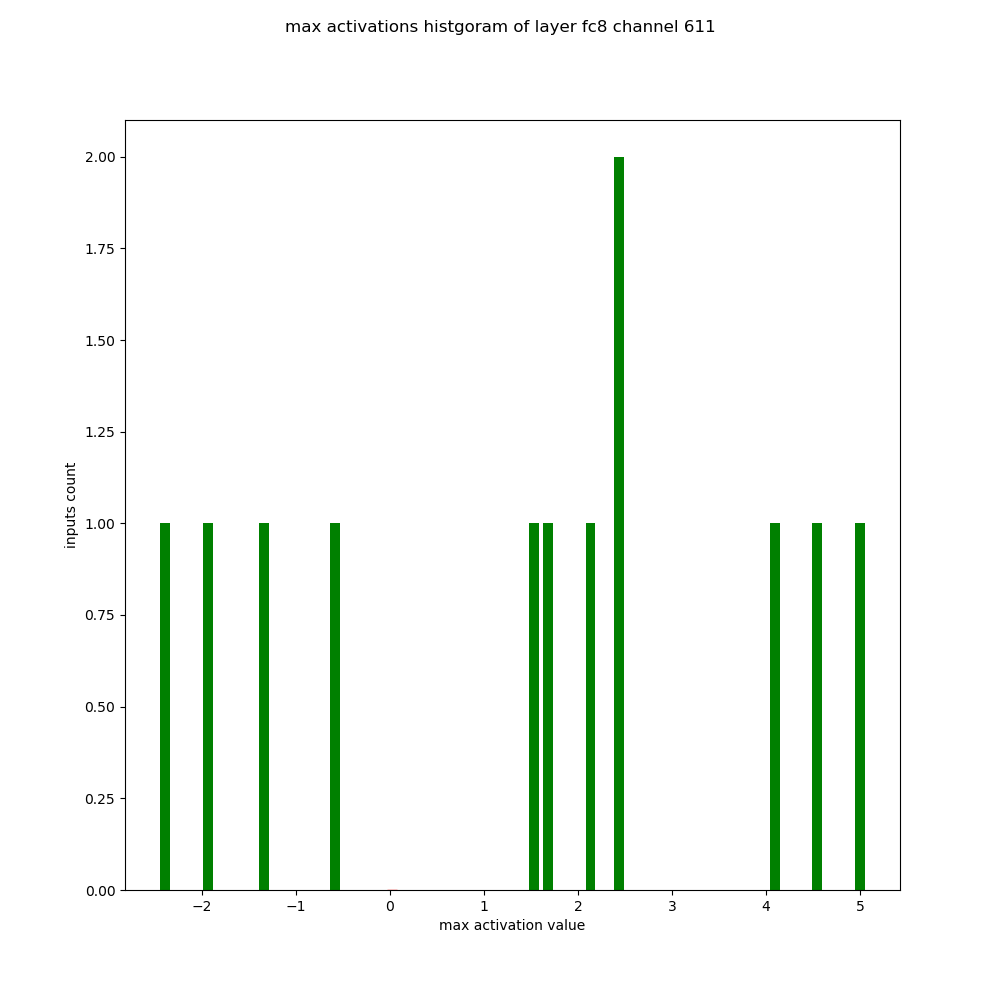 max activations histgoram of layer fc8 channel 611
2.00
1.75
1.50
1.25
1.00
0.75
0.50
0.25
0.00
inputs count
−2 −1 0 1 2 3 4 5
max activation value